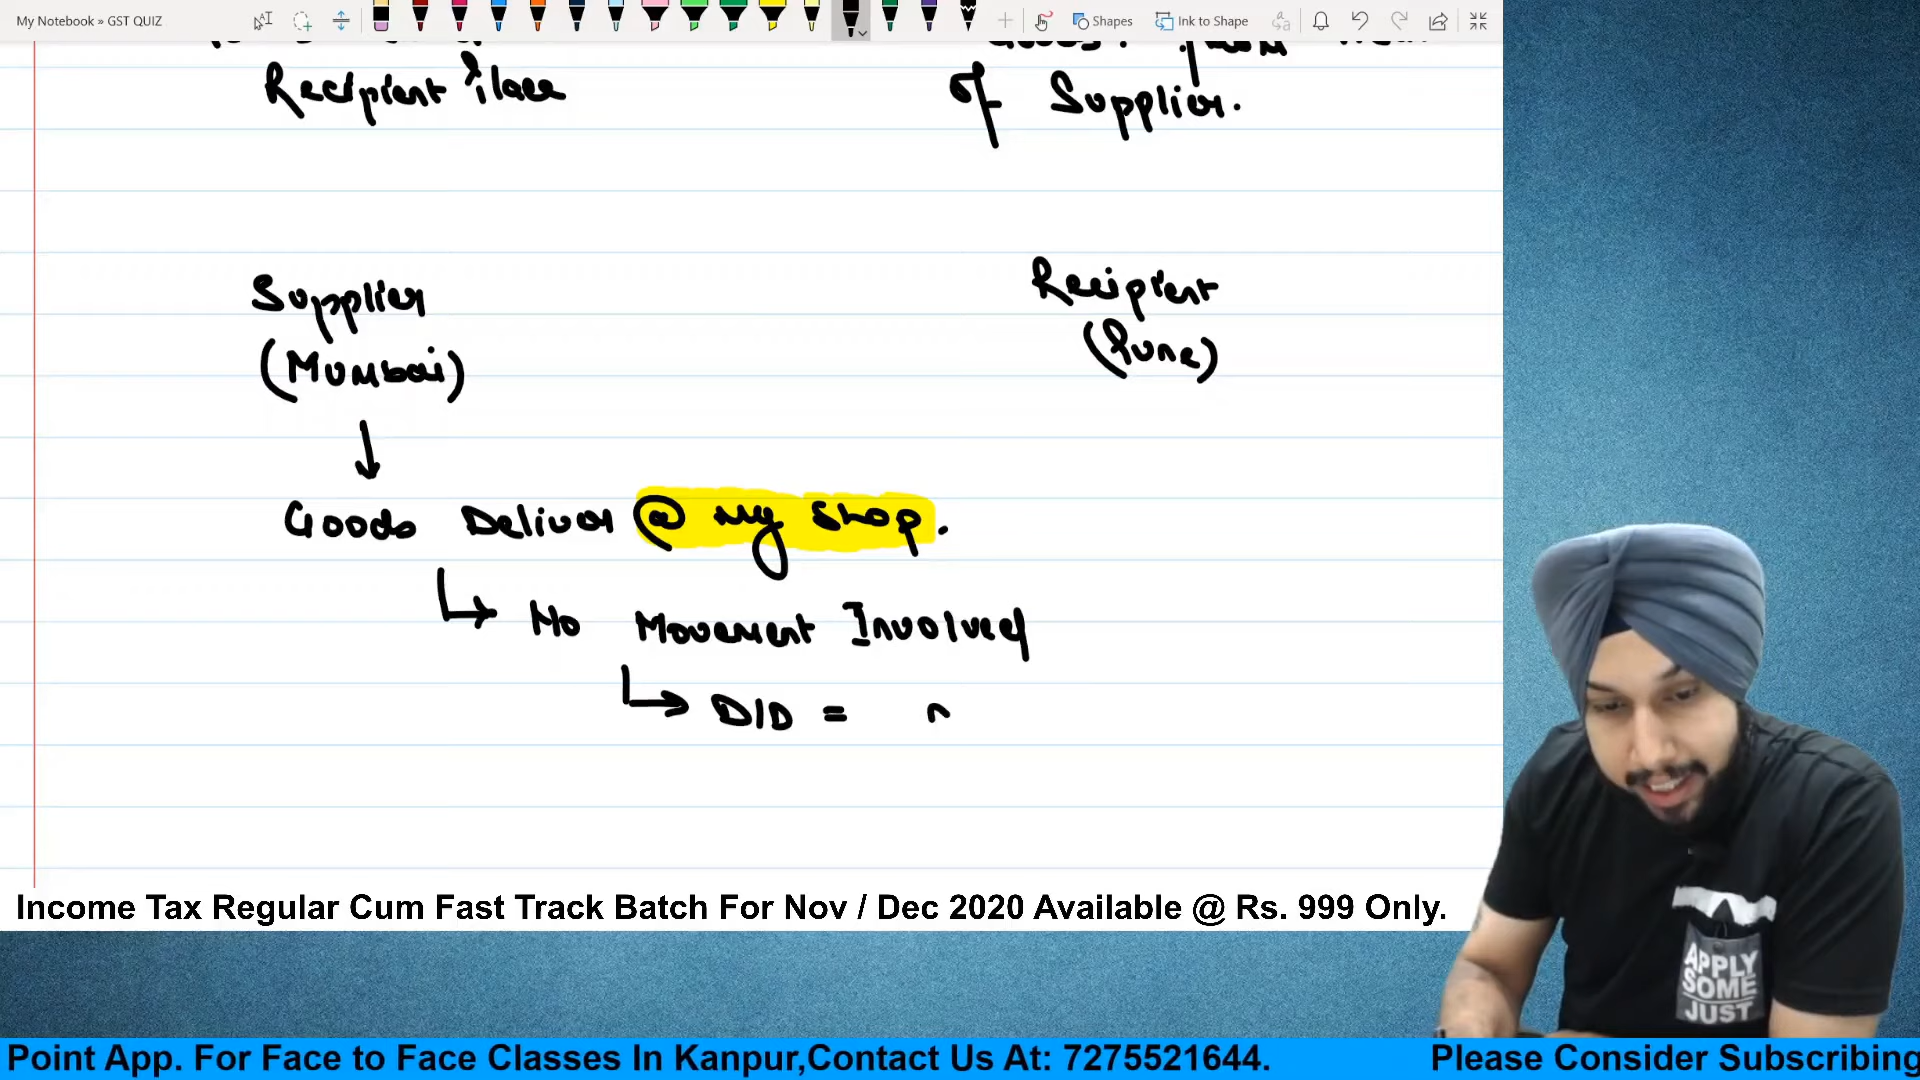 My Notebook » GST QUIZ
Shapes
Ink to Shape
Recipient Place
of Supplier.
Supplier
(Mumbai)
Recipient
(Pune)
Goods Deliver @ My Shop.
No Movement Involved
DID =
APPLY
SOME
JUST
Income Tax Regular Cum Fast Track Batch For Nov / Dec 2020 Available @ Rs. 999 Only.
Point App. For Face to Face Classes In Kanpur,Contact Us At: 7275521644.
Please Consider Subscribing